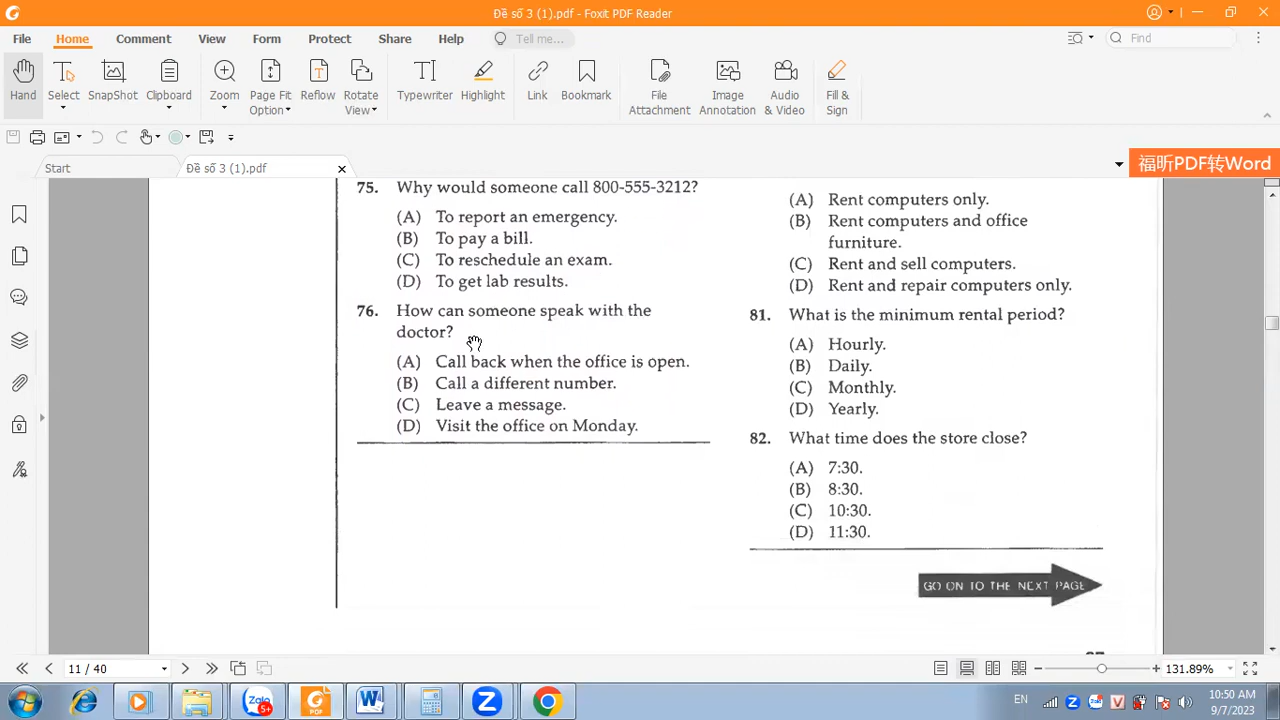 Đề số 3 (1).pdf - Foxit PDF Reader
File Home Comment View Form Protect Share Help Tell me... Find
Hand Select SnapShot Clipboard Zoom Page Fit Option Reflow Rotate View Typewriter Highlight Link Bookmark File Attachment Image Annotation Audio & Video Fill & Sign
Start Đề số 3 (1).pdf 福昕PDF转Word
75. Why would someone call 800-555-3212?
(A) To report an emergency.
(B) To pay a bill.
(C) To reschedule an exam.
(D) To get lab results.
76. How can someone speak with the
doctor?
(A) Call back when the office is open.
(B) Call a different number.
(C) Leave a message.
(D) Visit the office on Monday.
(A) Rent computers only.
(B) Rent computers and office
furniture.
(C) Rent and sell computers.
(D) Rent and repair computers only.
81. What is the minimum rental period?
(A) Hourly.
(B) Daily.
(C) Monthly.
(D) Yearly.
82. What time does the store close?
(A) 7:30.
(B) 8:30.
(C) 10:30.
(D) 11:30.
GO ON TO THE NEXT PAGE
11 / 40 131.89%
Zalo 5+ PDF EN 10:50 AM
9/7/2023